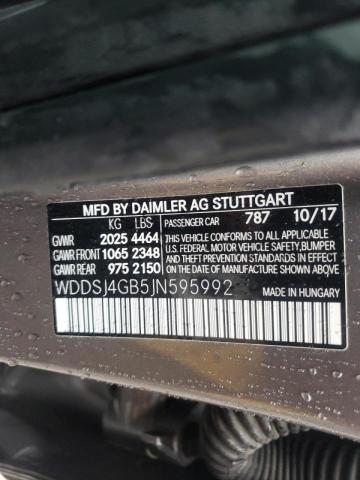 MFD BY DAIMLER AG STUTTGART
KG LBS PASSENGER CAR 787 10/17
GVWR 2025 4464
GAWR FRONT 1065 2348
GAWR REAR 975 2150
THIS VEHICLE CONFORMS TO ALL APPLICABLE
U.S. FEDERAL MOTOR VEHICLE SAFETY, BUMPER
AND THEFT PREVENTION STANDARDS IN EFFECT
ON THE DATE OF MANUFACTURE SHOWN ABOVE.
WDDSJ4GB5JN595992
MADE IN HUNGARY